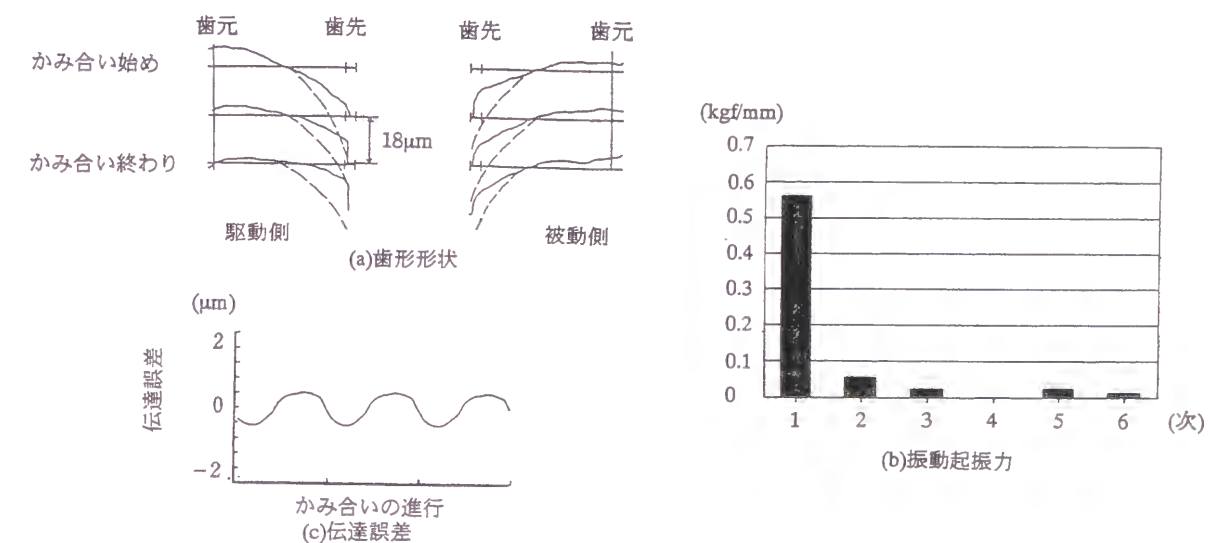 歯元 歯先 歯先 歯元
かみ合い始め
18μm
かみ合い終わり
駆動側 被動側
(a)歯形形状
(μm)
2
0
−2
伝達誤差
かみ合いの進行
(c)伝達誤差
(kgf/mm)
0.7
0.6
0.5
0.4
0.3
0.2
0.1
0
1 2 3 4 5 6 (次)
(b)振動起振力